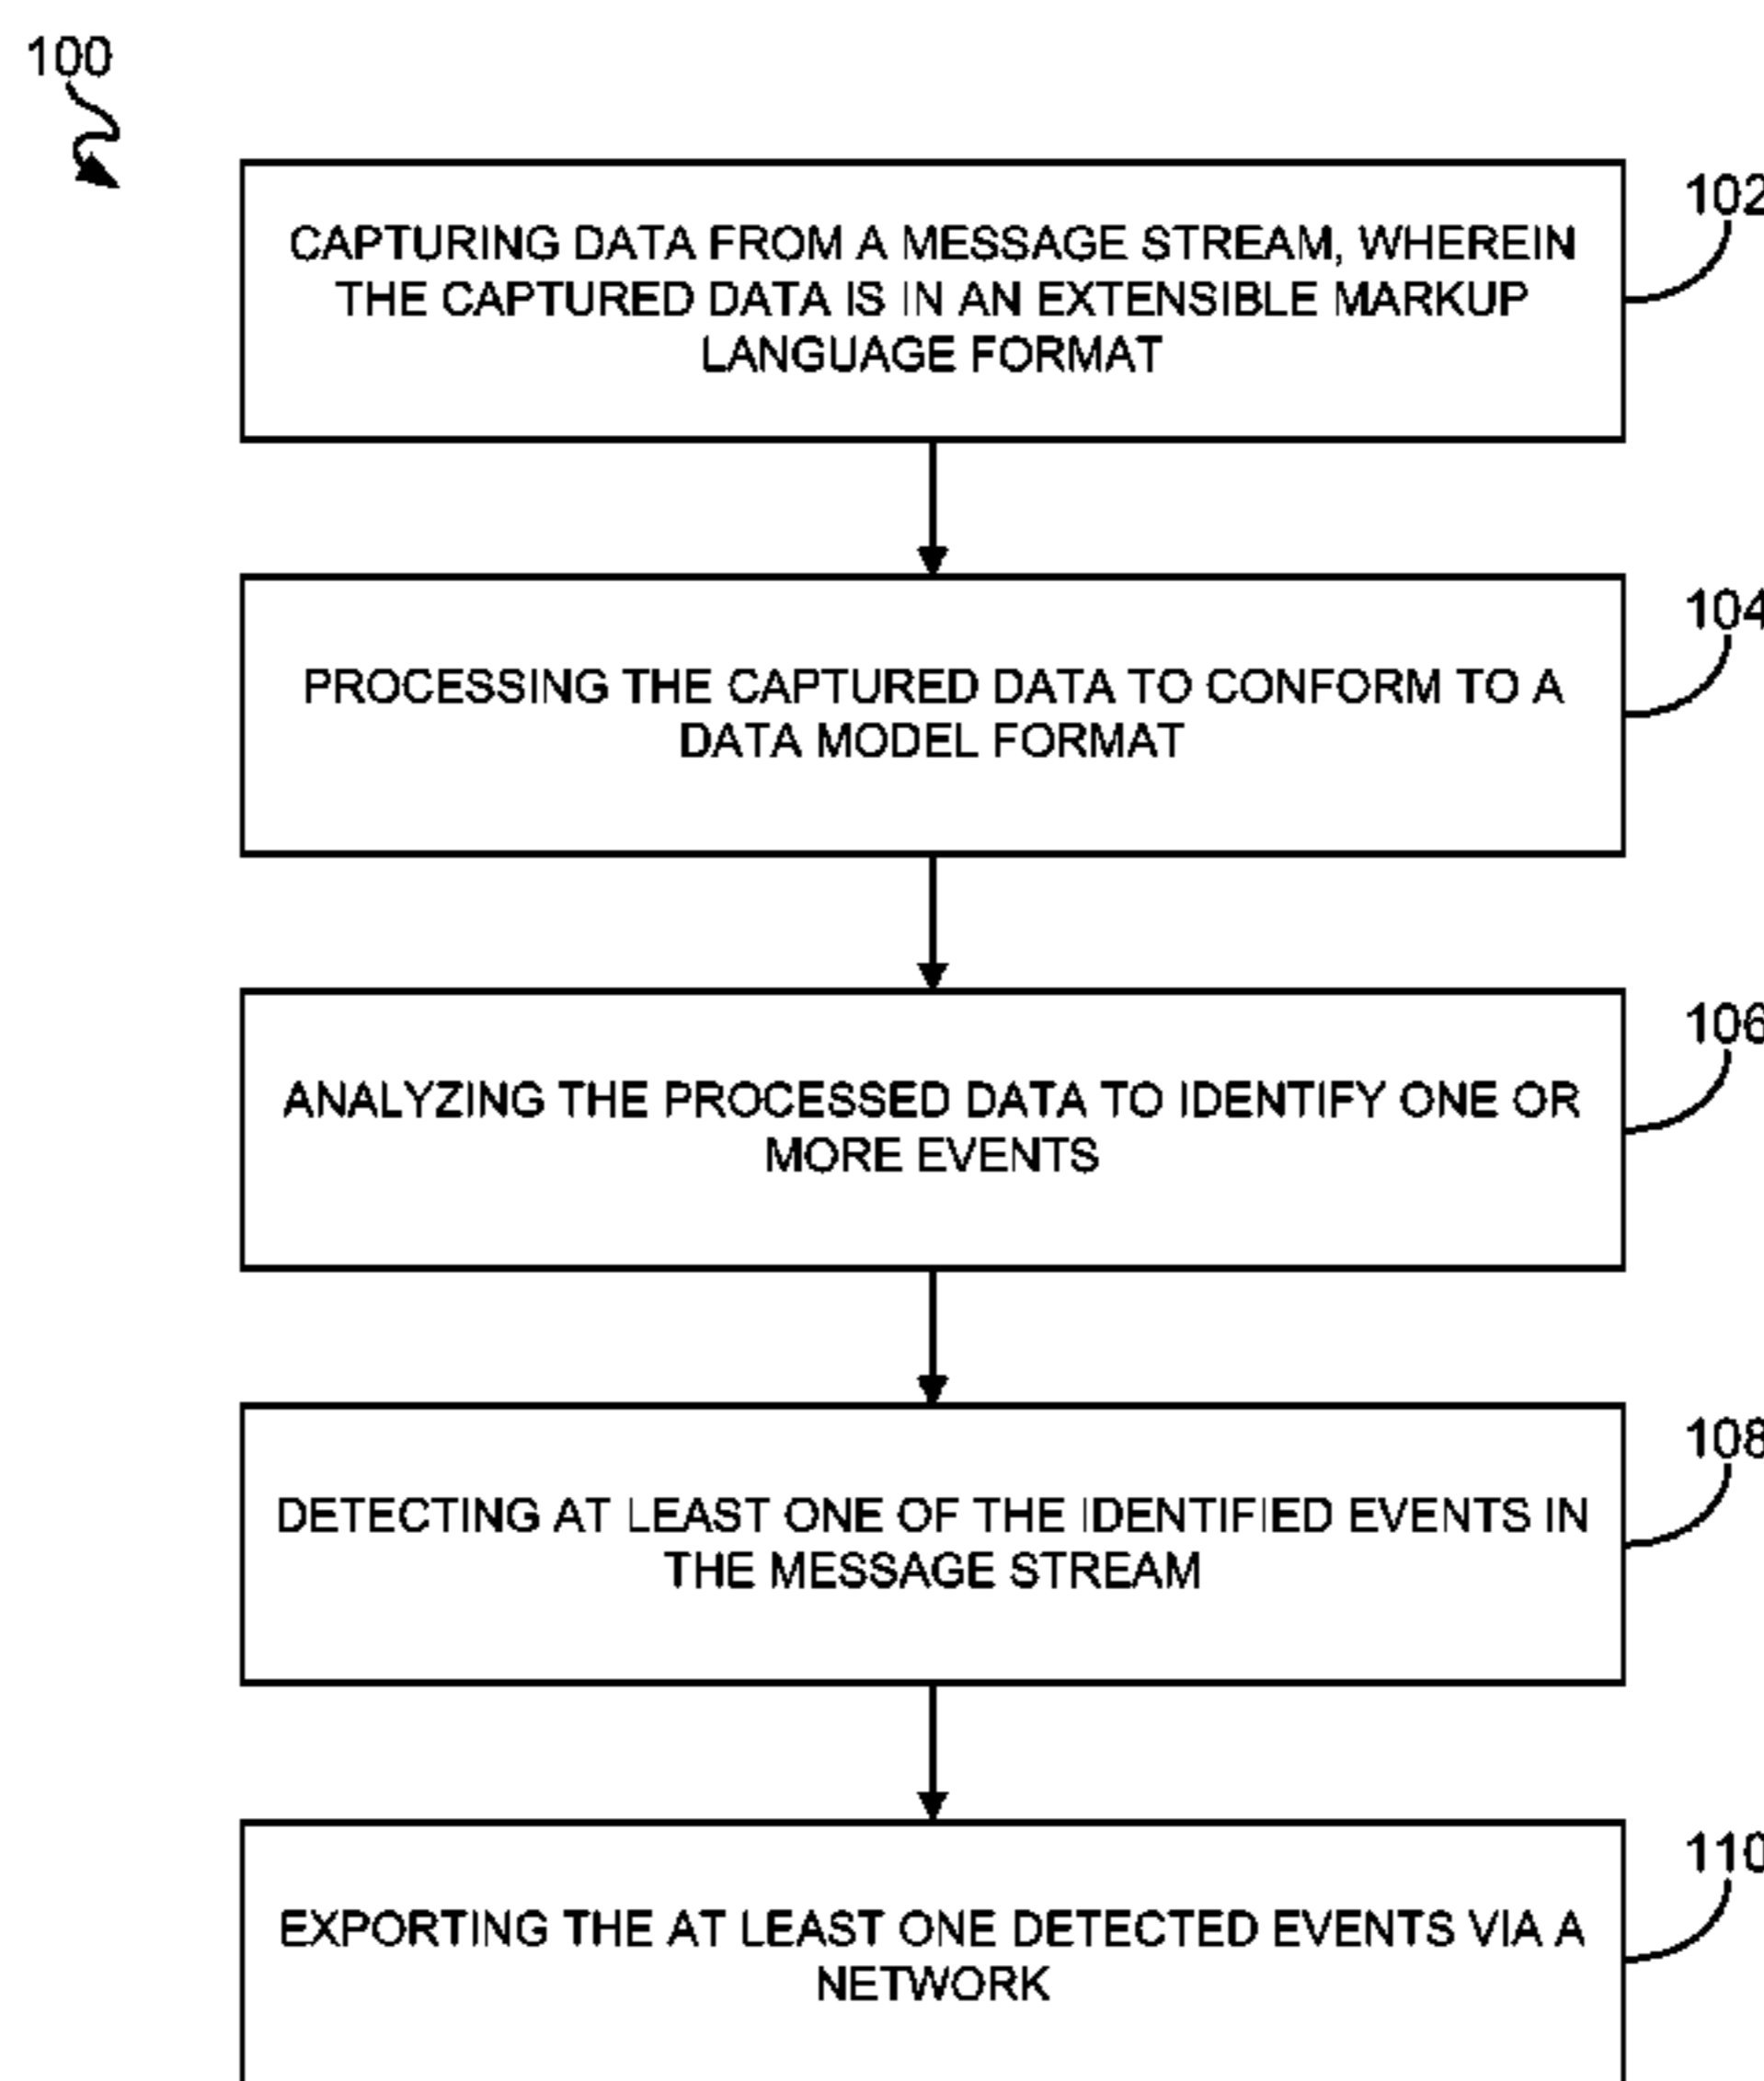 100
102
CAPTURING DATA FROM A MESSAGE STREAM, WHEREIN
THE CAPTURED DATA IS IN AN EXTENSIBLE MARKUP
LANGUAGE FORMAT
104
PROCESSING THE CAPTURED DATA TO CONFORM TO A
DATA MODEL FORMAT
106
ANALYZING THE PROCESSED DATA TO IDENTIFY ONE OR
MORE EVENTS
108
DETECTING AT LEAST ONE OF THE IDENTIFIED EVENTS IN
THE MESSAGE STREAM
110
EXPORTING THE AT LEAST ONE DETECTED EVENTS VIA A
NETWORK